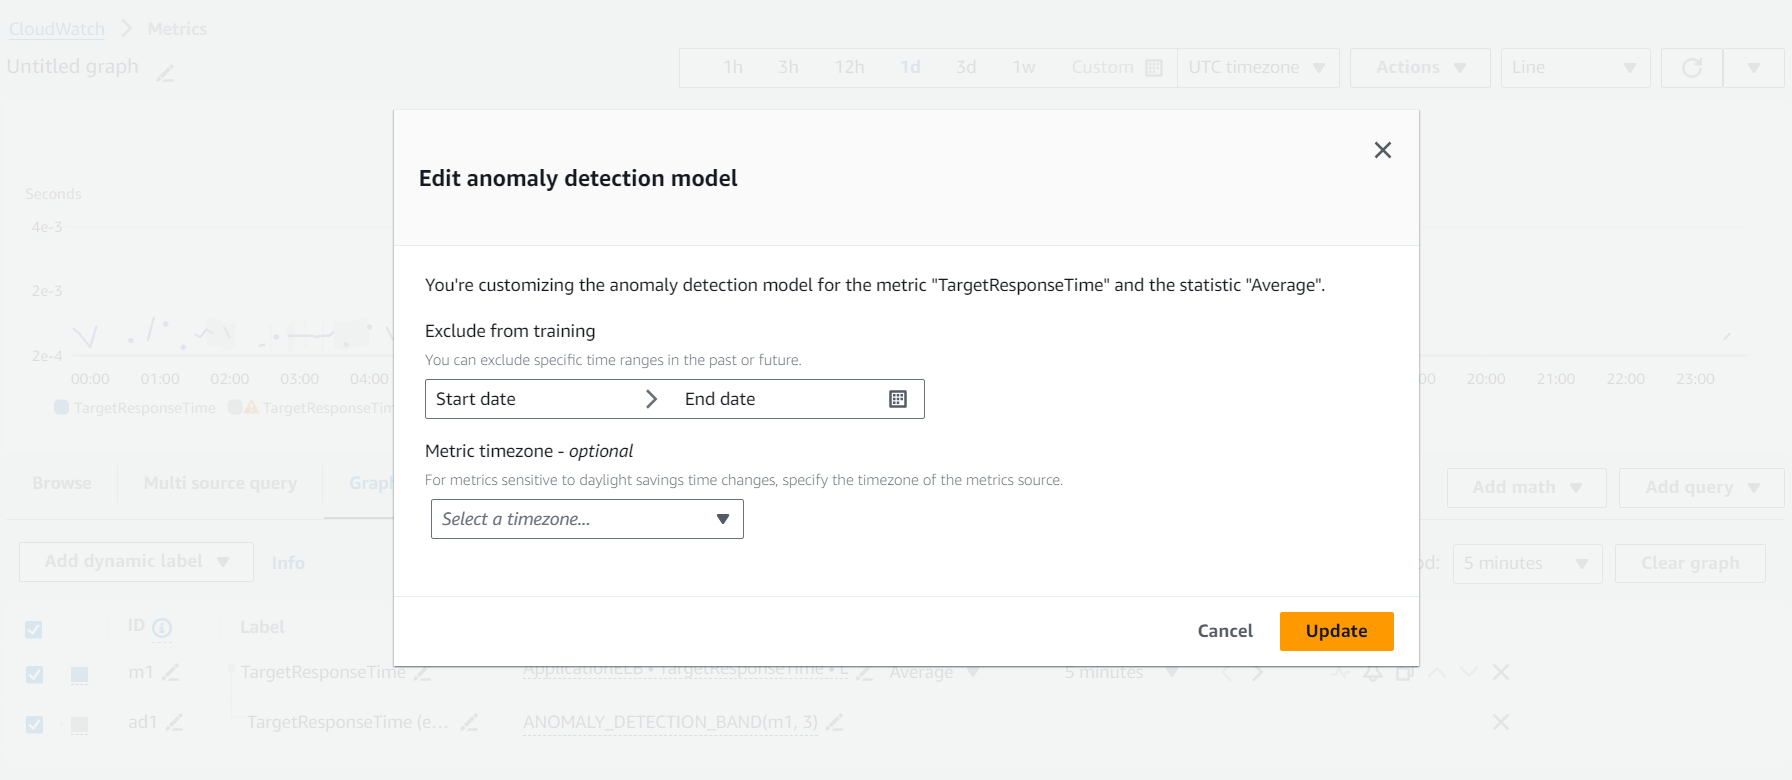 CloudWatch Metrics
Untitled graph
1h 3h 12h 1d 3d 1w Custom UTC timezone Actions Line
Edit anomaly detection model
Seconds
4e-3
2e-3
2e-4
00:00 01:00 02:00 03:00 04:00 00 20:00 21:00 22:00 23:00
TargetResponseTime TargetResponseTim
You're customizing the anomaly detection model for the metric "TargetResponseTime" and the statistic "Average".
Exclude from training
You can exclude specific time ranges in the past or future.
Start date End date
Metric timezone - optional
For metrics sensitive to daylight savings time changes, specify the timezone of the metrics source.
Select a timezone...
Cancel Update
Browse Multi source query Graph Add math Add query
Add dynamic label Info od: 5 minutes Clear graph
ID Label
m1 TargetResponseTime ApplicationELB • TargetResponseTime • L Average 5 minutes
ad1 TargetResponseTime (e... ANOMALY_DETECTION_BAND(m1, 3)